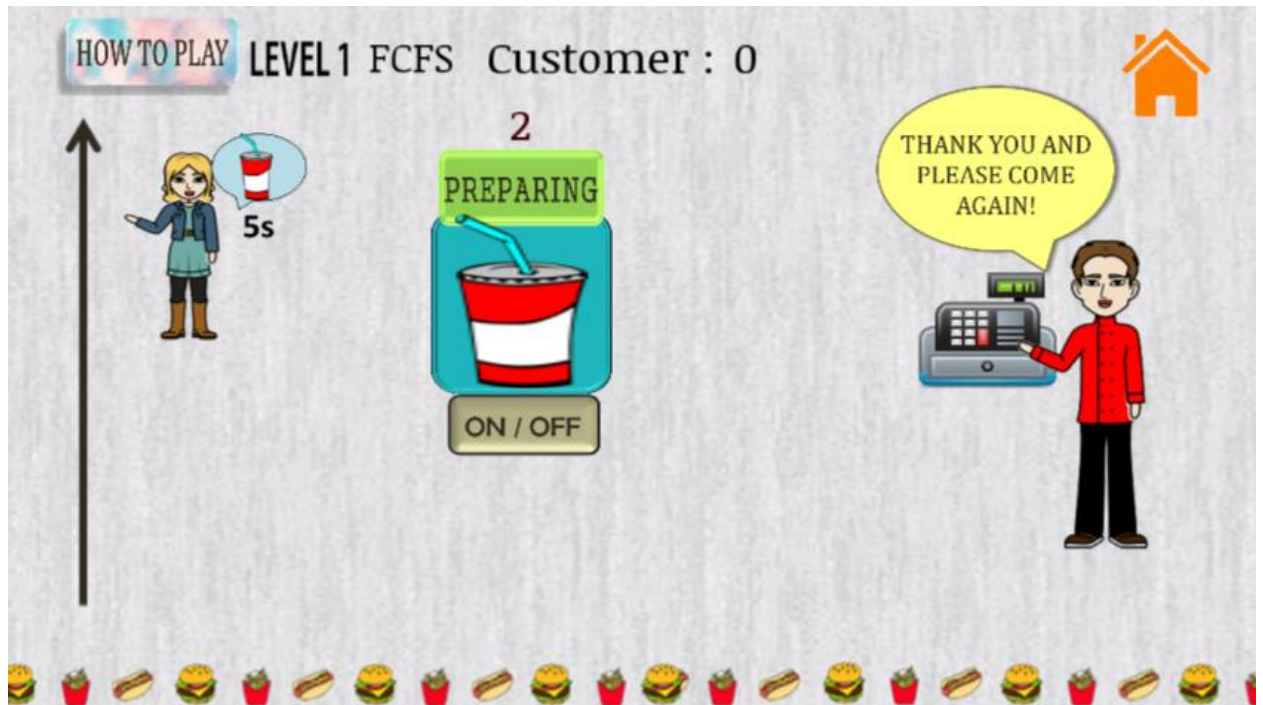 HOW TO PLAY LEVEL 1 FCFS Customer : 0
2
PREPARING
5s
ON / OFF
THANK YOU AND
PLEASE COME
AGAIN!